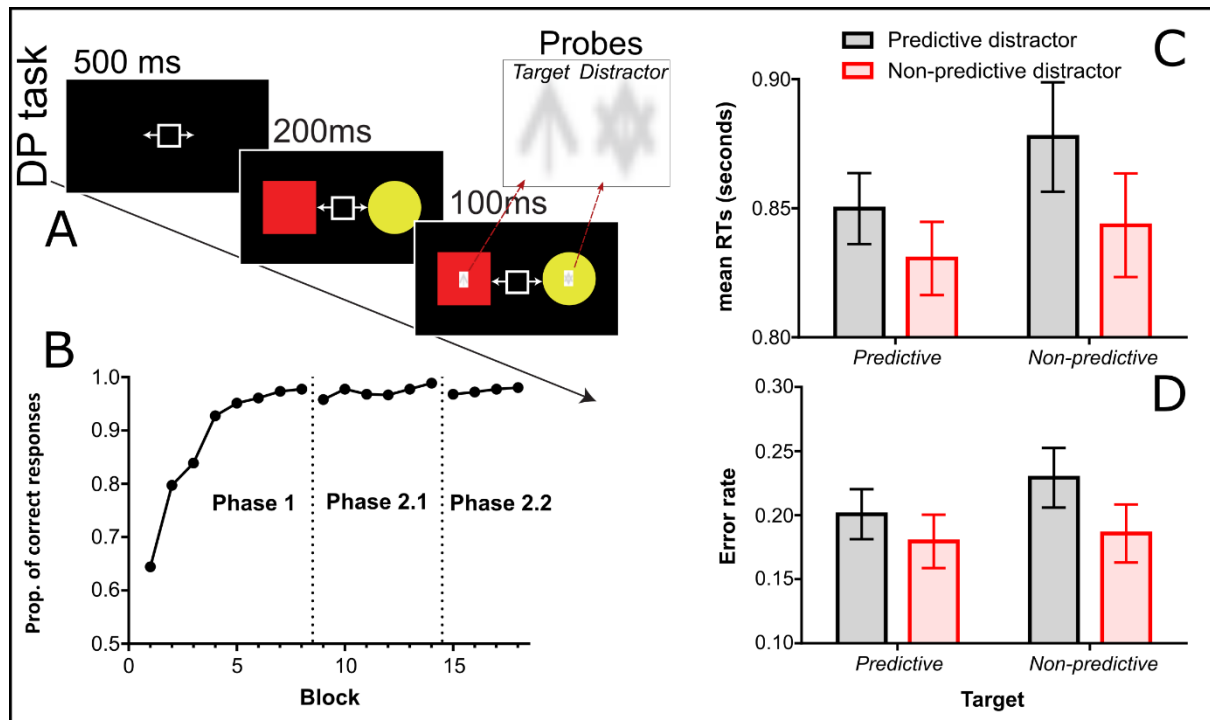 DP task
500 ms
200ms
100ms
Probes
Target Distractor
A
B
Prop. of correct responses
1.0
0.9
0.8
0.7
0.6
0.5
Phase 1
Phase 2.1
Phase 2.2
0
5
10
15
Block
C
Predictive distractor
Non-predictive distractor
mean RTs (seconds)
0.90
0.85
0.80
Predictive
Non-predictive
D
Error rate
0.30
0.25
0.20
0.15
0.10
Predictive
Non-predictive
Target